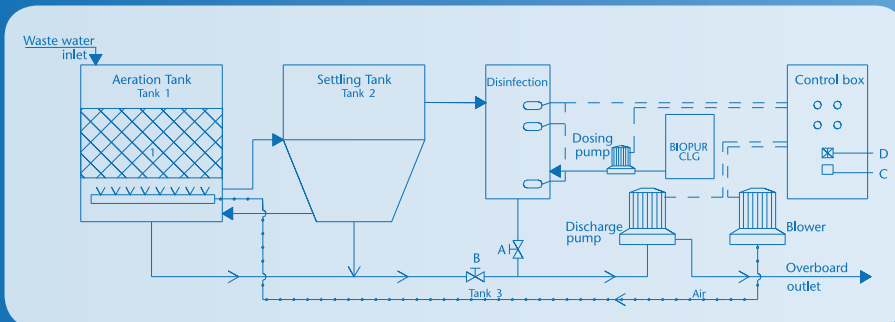 Waste water
inlet
Aeration Tank
Tank 1
1
Settling Tank
Tank 2
Disinfection
Dosing
pump
BIOPUR
CLG
Control box
D
C
Discharge
pump
Blower
A
B
Tank 3
Air
Overboard
outlet